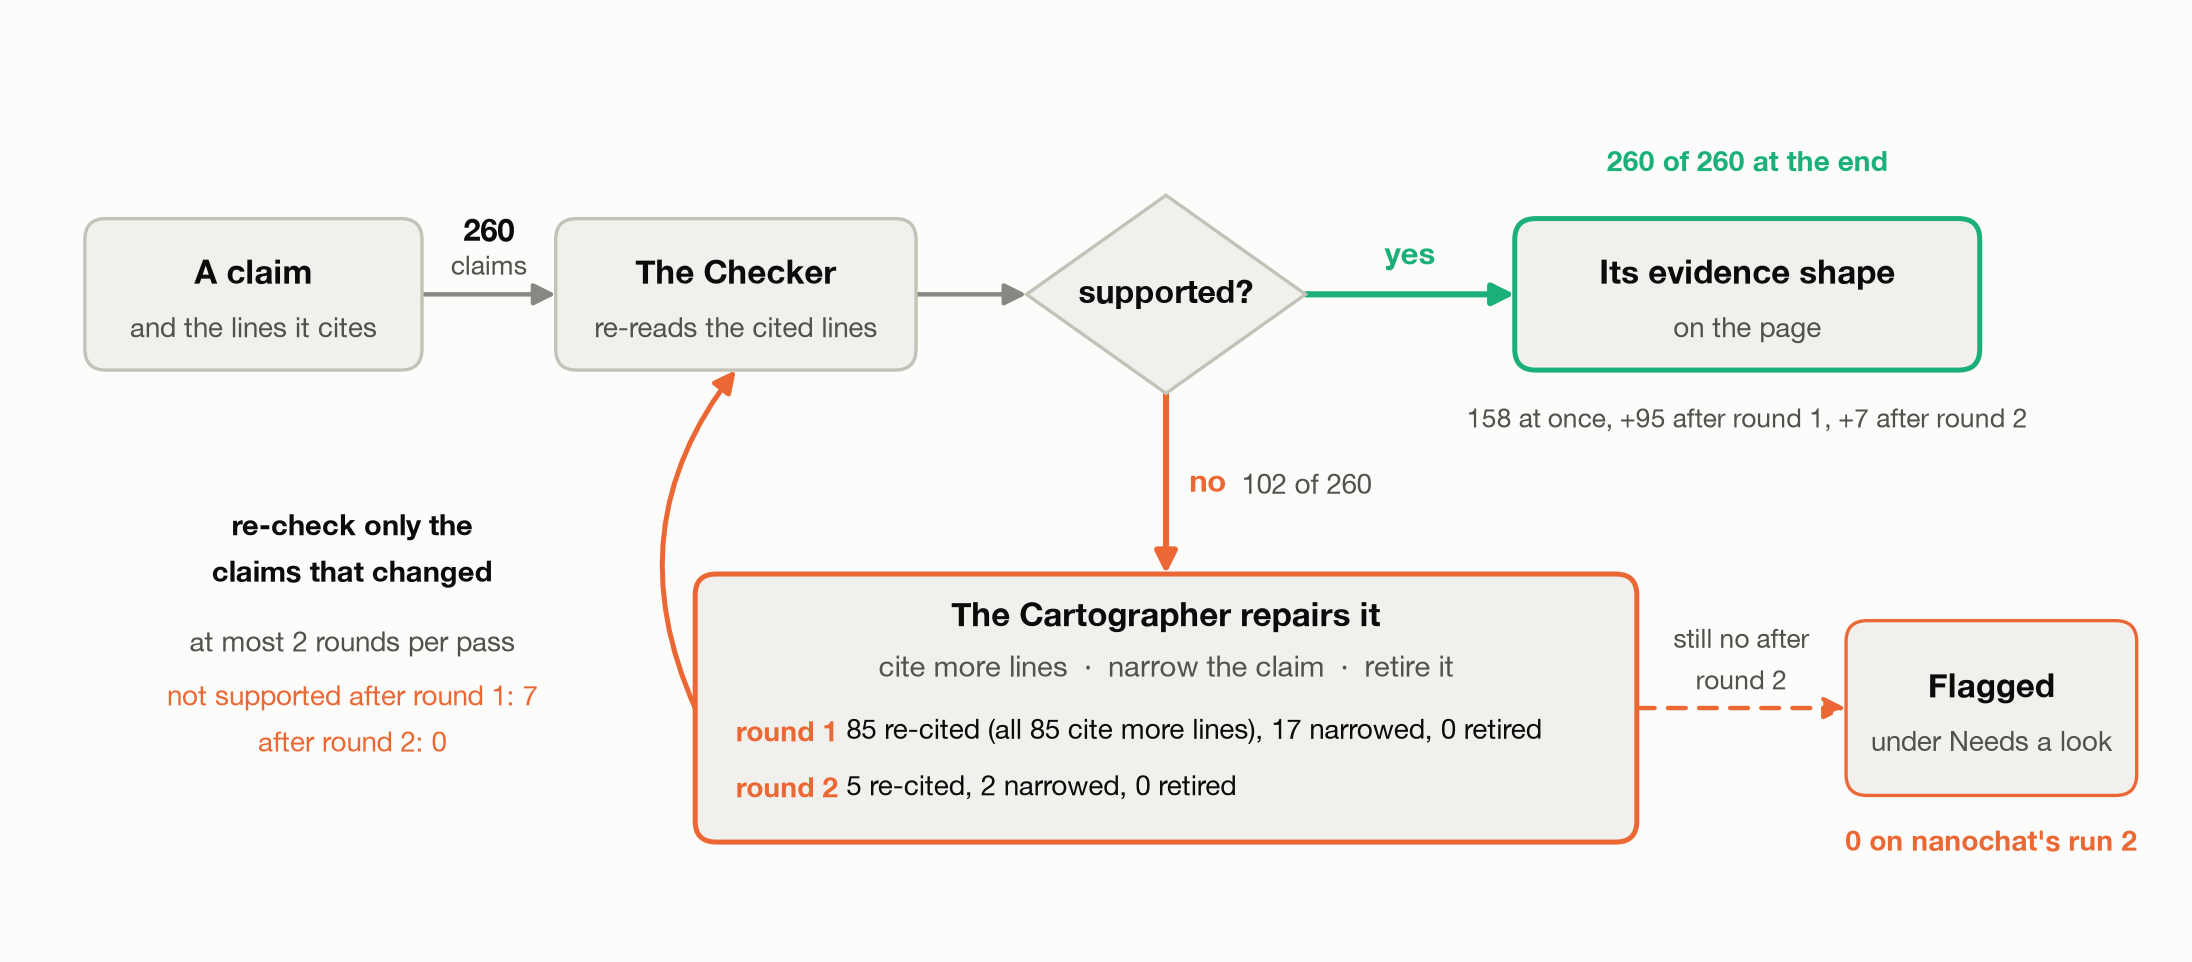 260 of 260 at the end
A claim
and the lines it cites
260
claims
The Checker
re-reads the cited lines
supported?
yes
Its evidence shape
on the page
158 at once, +95 after round 1, +7 after round 2
no 102 of 260
re-check only the
claims that changed
at most 2 rounds per pass
not supported after round 1: 7
after round 2: 0
The Cartographer repairs it
cite more lines · narrow the claim · retire it
round 1 85 re-cited (all 85 cite more lines), 17 narrowed, 0 retired
round 2 5 re-cited, 2 narrowed, 0 retired
still no after
round 2
Flagged
under Needs a look
0 on nanochat's run 2